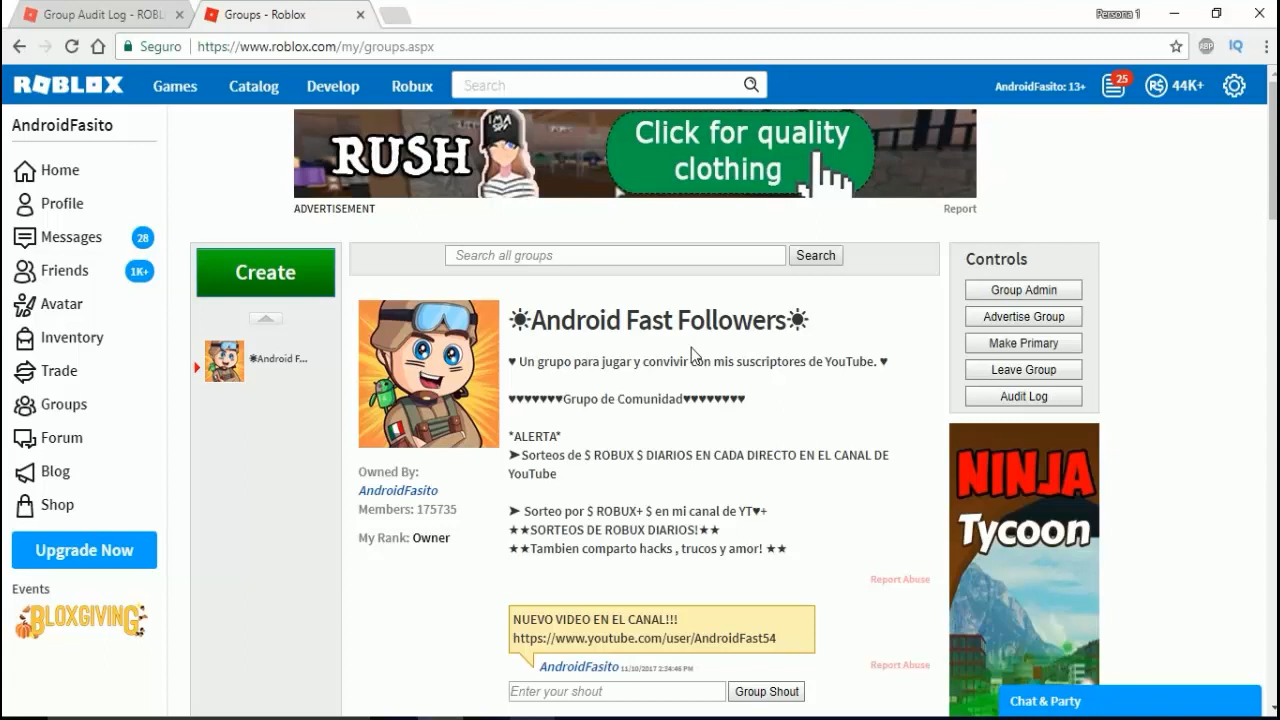 Group Audit Log - ROBL
Groups - Roblox
Persona 1
Seguro
https://www.roblox.com/my/groups.aspx
ABP
IQ
ROBLOX
Games
Catalog
Develop
Robux
Search
AndroidFasito: 13+
25
R$ 44K+
AndroidFasito
Home
Profile
Messages 28
Friends 1K+
Avatar
Inventory
Trade
Groups
Forum
Blog
Shop
Upgrade Now
Events
BLOXGIVING
RUSH
I'M A SPY
Click for quality
clothing
ADVERTISEMENT
Report
Create
☀Android F...
Search all groups
Search
☀Android Fast Followers☀
♥ Un grupo para jugar y convivir con mis suscriptores de YouTube. ♥
♥♥♥♥♥♥♥Grupo de Comunidad♥♥♥♥♥♥♥♥
*ALERTA*
➤Sorteos de $ ROBUX $ DIARIOS EN CADA DIRECTO EN EL CANAL DE
YouTube
➤ Sorteo por $ ROBUX+ $ en mi canal de YT♥+
★★SORTEOS DE ROBUX DIARIOS!★★
★★Tambien comparto hacks , trucos y amor! ★★
Owned By:
AndroidFasito
Members: 175735
My Rank: Owner
Report Abuse
NUEVO VIDEO EN EL CANAL!!!
https://www.youtube.com/user/AndroidFast54
AndroidFasito 11/10/2017 2:24:46 PM
Report Abuse
Enter your shout
Group Shout
Controls
Group Admin
Advertise Group
Make Primary
Leave Group
Audit Log
NINJA
Tycoon
Chat & Party